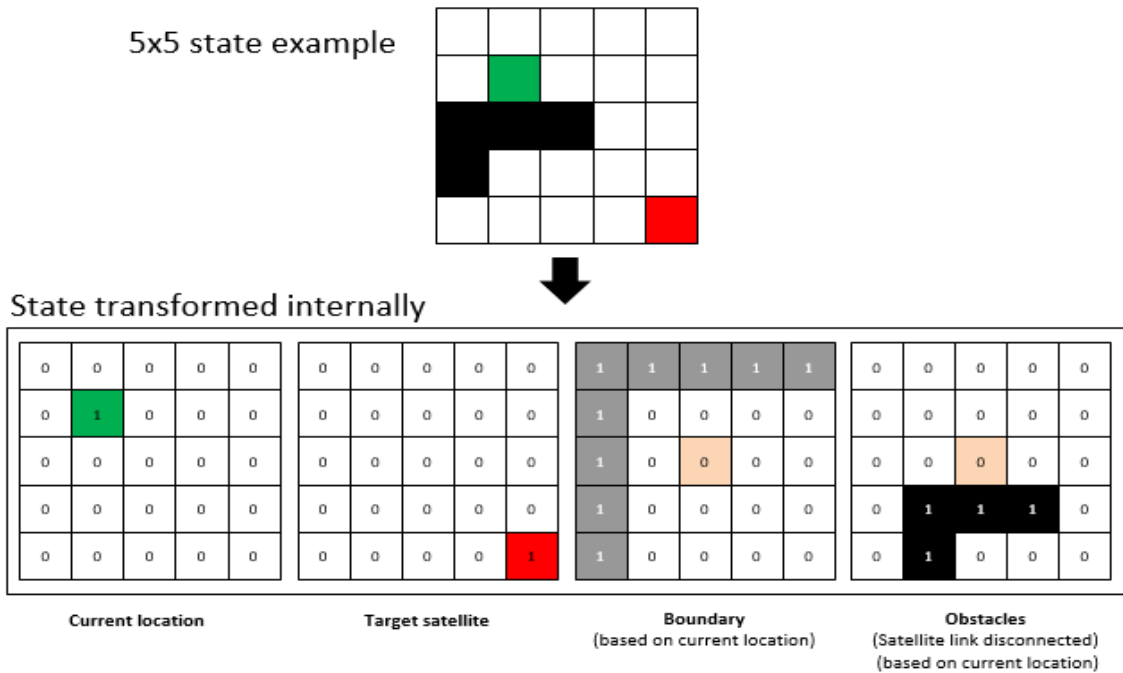 5x5 state example
State transformed internally
0 0 0 0 0 0 0 0 0 0 1 1 1 1 1 0 0 0 0 0
0 1 0 0 0 0 0 0 0 0 1 0 0 0 0 0 0 0 0 0
0 0 0 0 0 0 0 0 0 0 1 0 0 0 0 0 0 0 0 0
0 0 0 0 0 0 0 0 0 0 1 0 0 0 0 0 1 1 1 0
0 0 0 0 0 0 0 0 0 1 1 0 0 0 0 0 1 0 0 0
Current location Target satellite Boundary Obstacles
(based on current location) (Satellite link disconnected)
(based on current location)